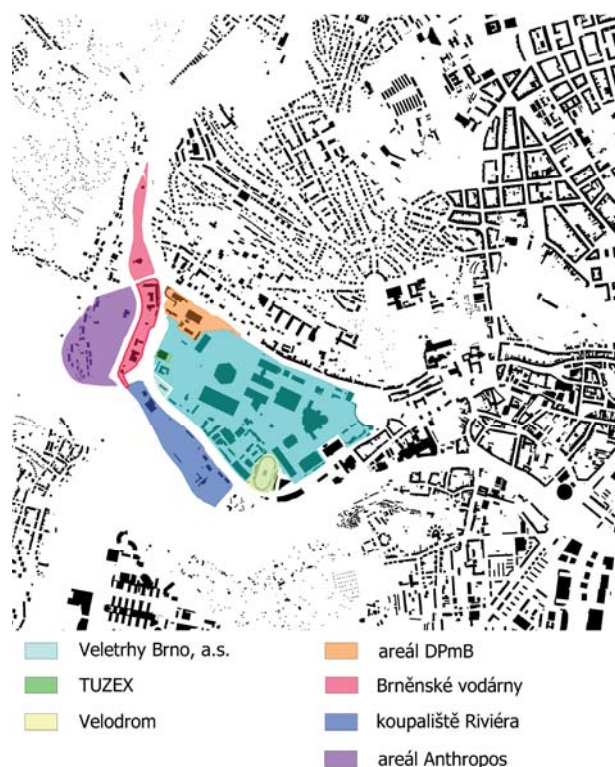 Veletrhy Brno, a.s.
TUZEX
Velodrom
areál DPmB
Brněnské vodárny
koupaliště Riviéra
areál Anthropos